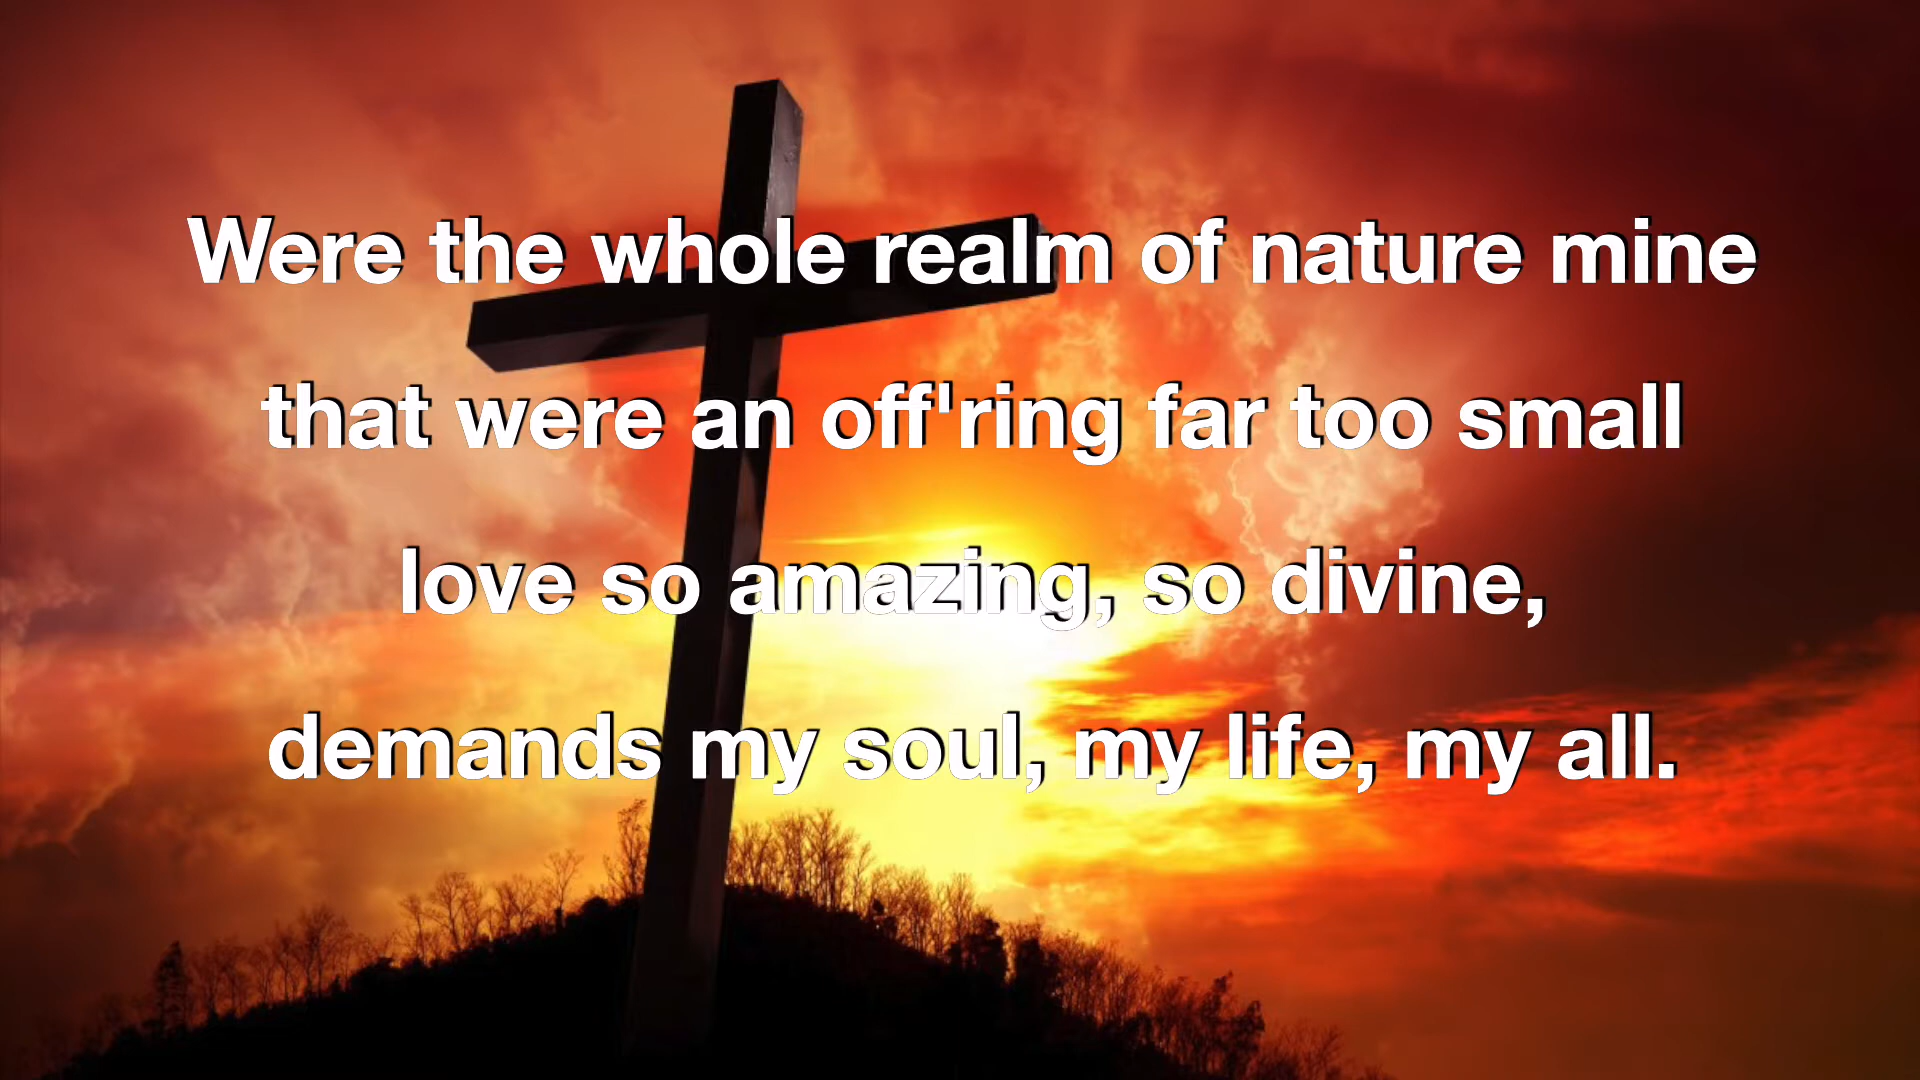 Were the whole realm of nature mine
that were an off'ring far too small
love so amazing, so divine,
demands my soul, my life, my all.